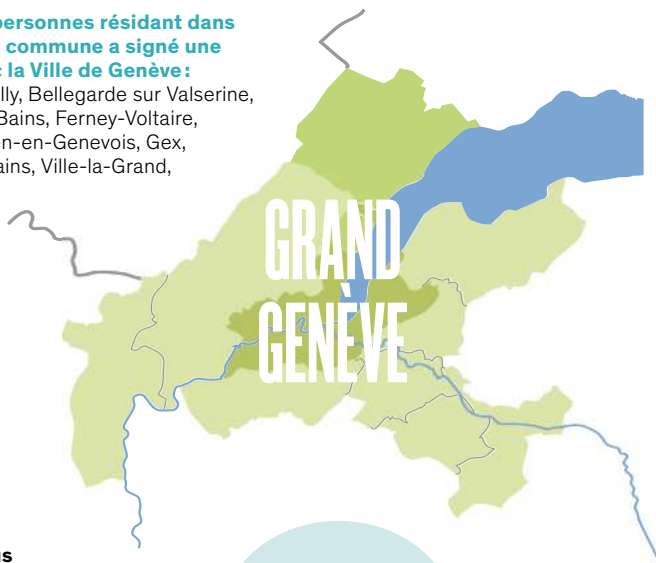 personnes résidant dans
commune a signé une
la Ville de Genève :
lly, Bellegarde sur Valserine,
Bains, Ferney-Voltaire,
n-en-Genevois, Gex,
ains, Ville-la-Grand,
GRAND
GENÈVE